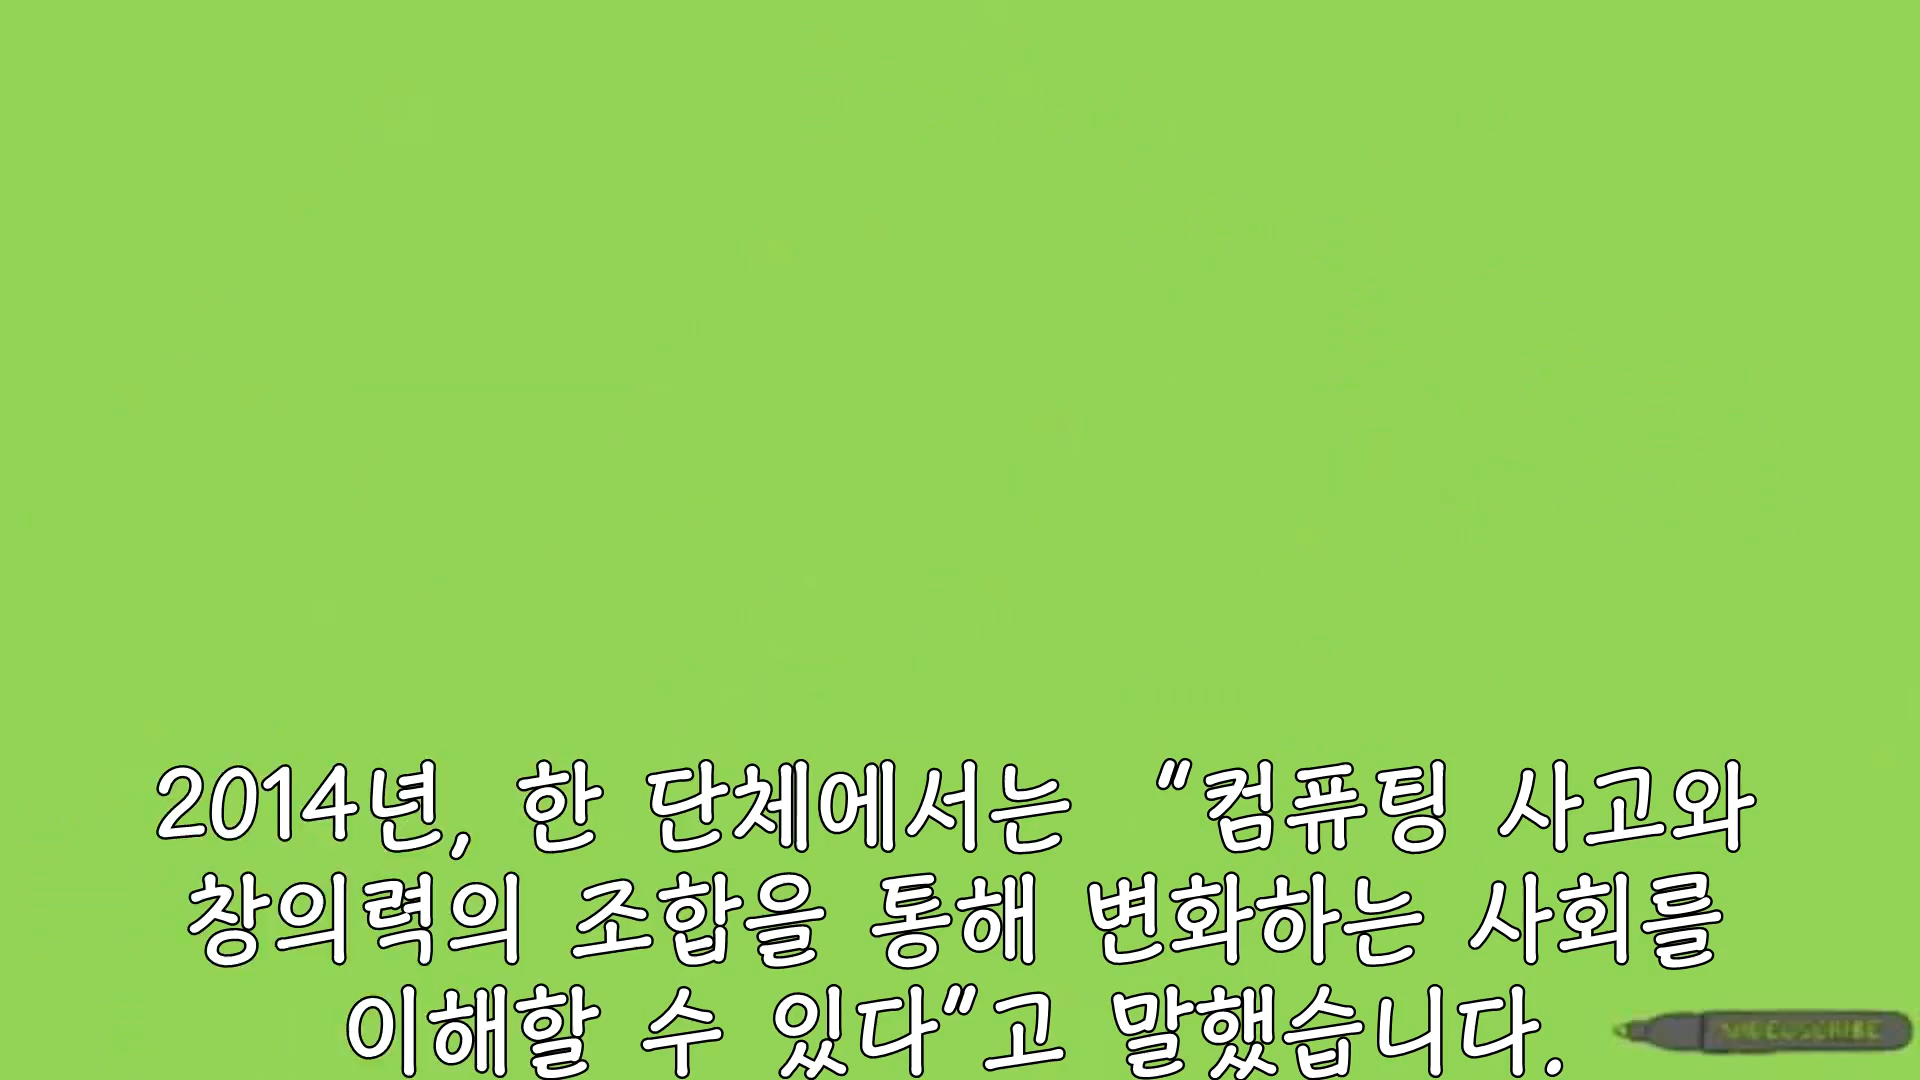 2014년, 한 단체에서는 “컴퓨팅 사고와
창의력의 조합을 통해 변화하는 사회를
이해할 수 있다”고 말했습니다.
VIDEOSCRIBE